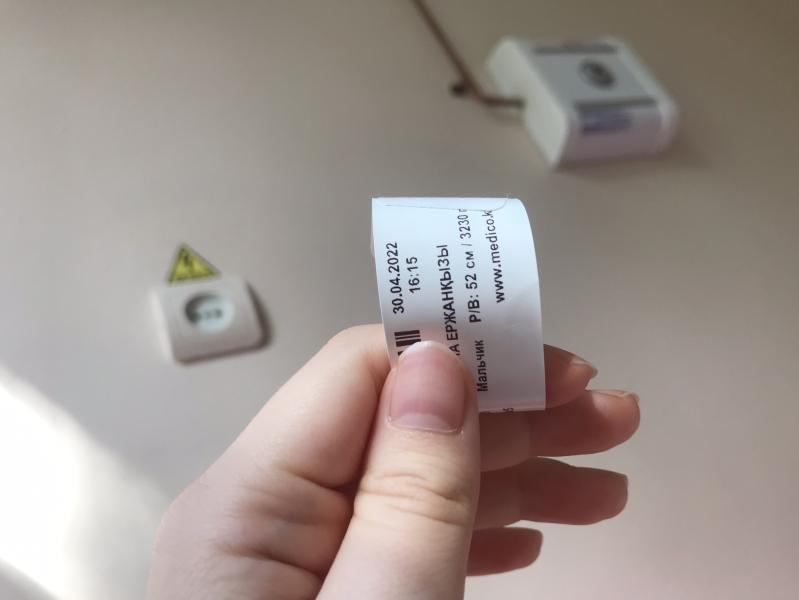 30.04.2022
16:15
ЕРЖАНҚЫЗЫ
Мальчик Р/В: 52 см / 3230 г
www.medico.k